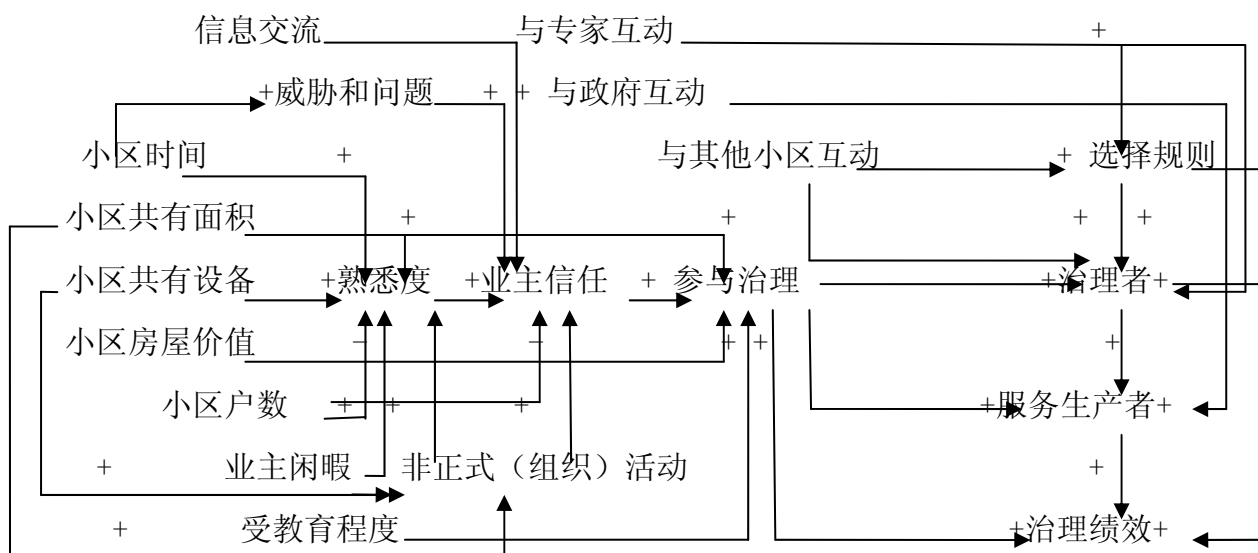 信息交流 与专家互动 +
+威胁和问题 + + 与政府互动
小区时间 + 与其他小区互动 + 选择规则
小区共有面积 + + + +
小区共有设备 +熟悉度 +业主信任 + 参与治理 +治理者+
小区房屋价值 − − + + +
小区户数 + + + +服务生产者+
+ 业主闲暇 非正式（组织）活动 +
+ 受教育程度 +治理绩效+